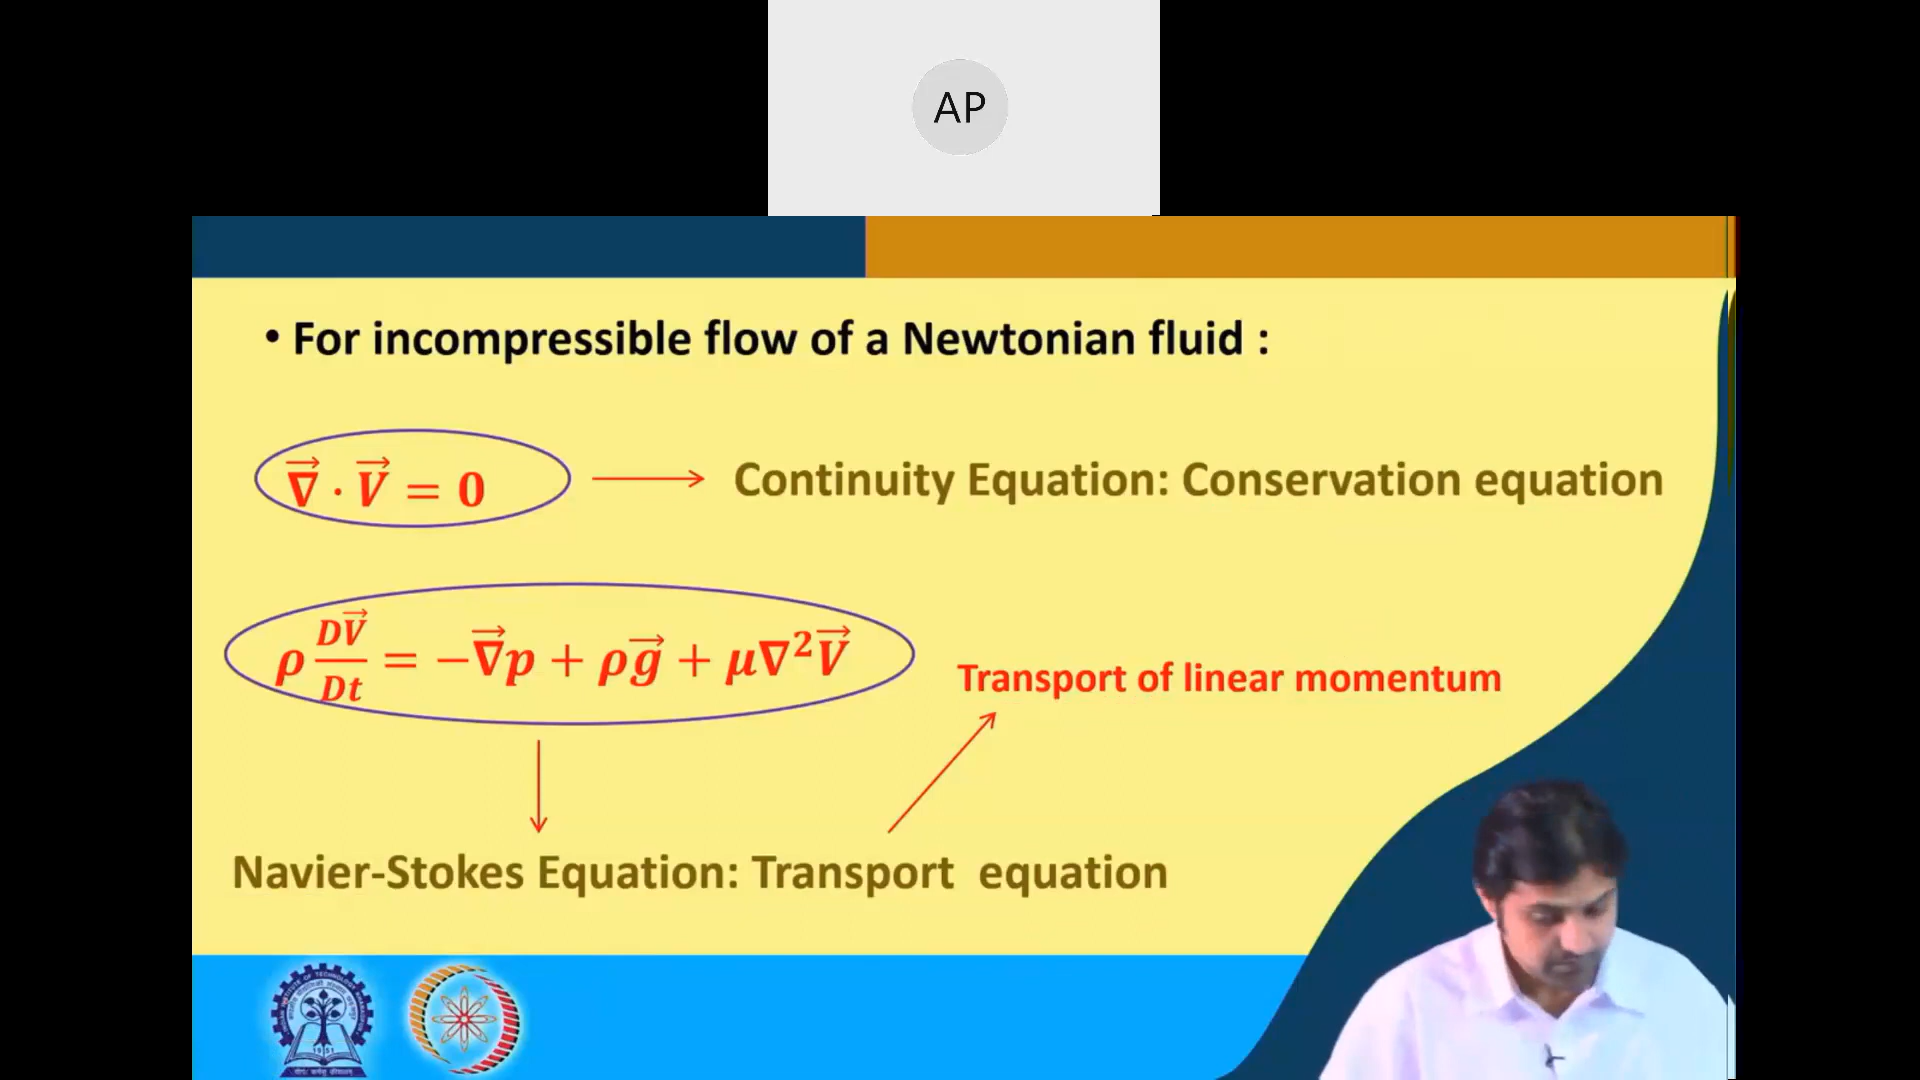 AP
• For incompressible flow of a Newtonian fluid :
∇⃗ · V⃗ = 0
Continuity Equation: Conservation equation
ρ DV⃗/Dt = −∇⃗p + ρg⃗ + μ∇²V⃗
Transport of linear momentum
Navier-Stokes Equation: Transport equation